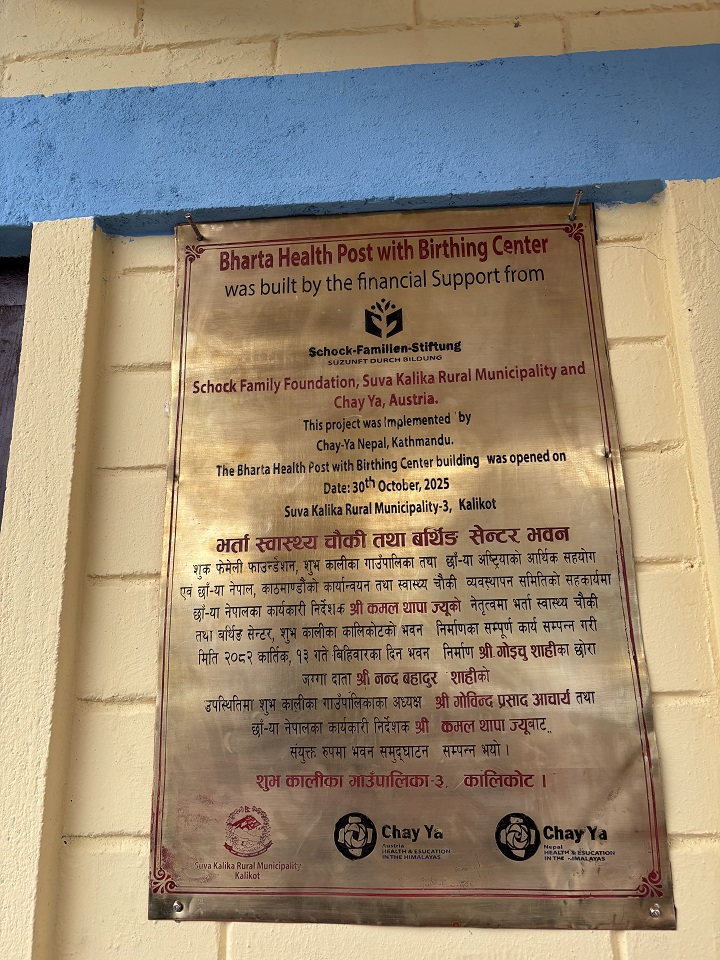 Bharta Health Post with Birthing Center
was built by the financial Support from
Schock-Familien-Stiftung
SUZUNFT DURCH BILDUNG
Schock Family Foundation, Suva Kalika Rural Municipality and
Chay Ya, Austria.
This project was Implemented by
Chay-Ya Nepal, Kathmandu.
The Bharta Health Post with Birthing Center building was opened on
Date: 30th October, 2025
Suva Kalika Rural Municipality-3, Kalikot
भर्ता स्वास्थ्य चौकी तथा बर्थिङ सेन्टर भवन
शुक फेमेली फाउन्डेशन, शुभ कालीका गाउँपालिका तथा छाँ-या अष्ट्रियाको आर्थिक सहयोग
एवं छाँ-या नेपाल, काठमाण्डौको कार्यान्वयन तथा स्वास्थ्य चौकी व्यवस्थापन समितिको सहकार्यमा
छाँ-या नेपालका कार्यकारी निर्देशक श्री कमल थापा ज्यूको नेतृत्वमा भर्ता स्वास्थ्य चौकी
तथा बर्थिङ सेन्टर, शुभ कालीका कालिकोटको भवन निर्माणका सम्पूर्ण कार्य सम्पन्न गरी
मिति २०८२ कार्तिक, १३ गते बिहिवारका दिन भवन निर्माण श्री गोइचु शाहीका छोरा
जग्गा दाता श्री नन्द बहादुर शाहीको
उपस्थितिमा शुभ कालीका गाउँपालिकाका अध्यक्ष श्री गोविन्द प्रसाद आचार्य तथा
छाँ-या नेपालका कार्यकारी निर्देशक श्री कमल थापा ज्यूबाट..
संयुक्त रुपमा भवन समुद्घाटन सम्पन्न भयो ।
शुभ कालीका गाउँपालिका-३, कालिकोट ।
Suva Kalika Rural Municipality
Kalikot
Chay Ya
Austria
HEALTH & ESUCATION
IN THE HIMALAYAS
Chay Ya
Nepal
HEALTH & ESUCATION
IN THE HIMALAYAS